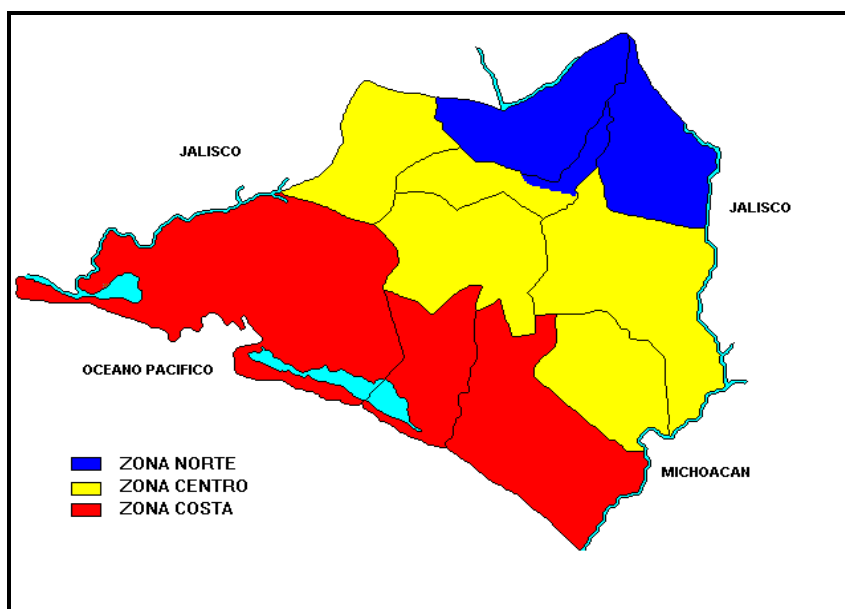 JALISCO
JALISCO
OCEANO PACIFICO
ZONA NORTE
MICHOACAN
ZONA CENTRO
ZONA COSTA